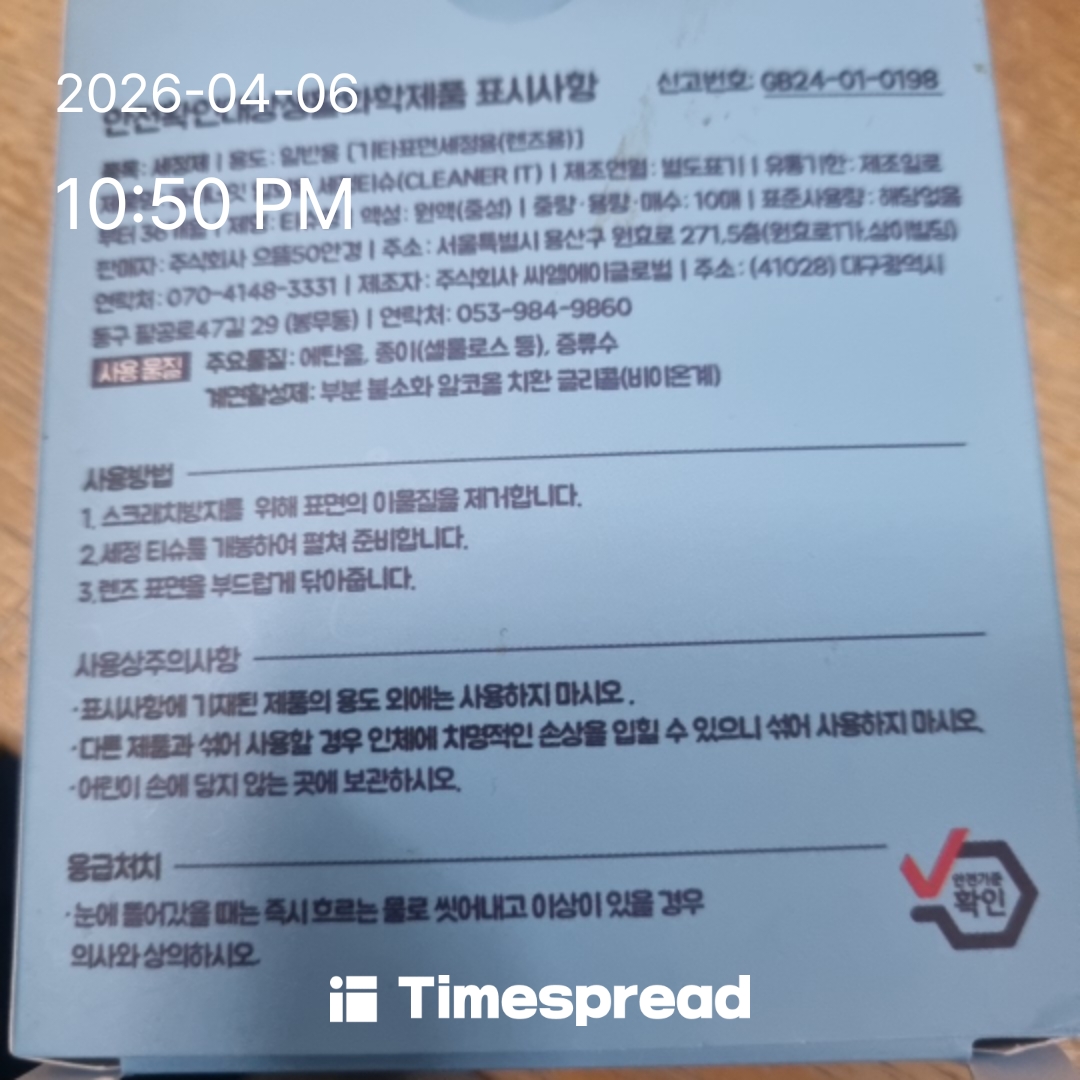 2026-04-06
10:50 PM
안전확인대상생활화학제품 표시사항 신고번호: GB24-01-0198
품목: 세정제 | 용도: 일반용 [기타표면세정용(렌즈용)]
티슈(CLEANER IT) | 제조연월: 별도표기 | 유통기한: 제조일로
부터 36개월 | 제형: 액상: 원액(중성) | 중량·용량·매수: 10매 | 표준사용량: 해당없음
판매자: 주식회사 으뜸50안경 | 주소: 서울특별시 용산구 원효로 271,5층(원효로1가,삼이빌딩)
연락처: 070-4148-3331 | 제조자: 주식회사 씨엠에이글로벌 | 주소: (41028) 대구광역시
동구 팔공로47길 29 (봉무동) | 연락처: 053-984-9860
사용 물질 주요물질: 에탄올, 종이(셀룰로스 등), 증류수
계면활성제: 부분 불소화 알코올 치환 글리콜(비이온계)
사용방법
1. 스크래치방지를 위해 표면의 이물질을 제거합니다.
2.세정 티슈를 개봉하여 펼쳐 준비합니다.
3.렌즈 표면을 부드럽게 닦아줍니다.
사용상주의사항
·표시사항에 기재된 제품의 용도 외에는 사용하지 마시오.
·다른 제품과 섞어 사용할 경우 인체에 치명적인 손상을 입힐 수 있으니 섞어 사용하지 마시오.
·어린이 손에 닿지 않는 곳에 보관하시오.
응급처치
·눈에 들어갔을 때는 즉시 흐르는 물로 씻어내고 이상이 있을 경우
의사와 상의하시오.
안전기준
확인
Timespread